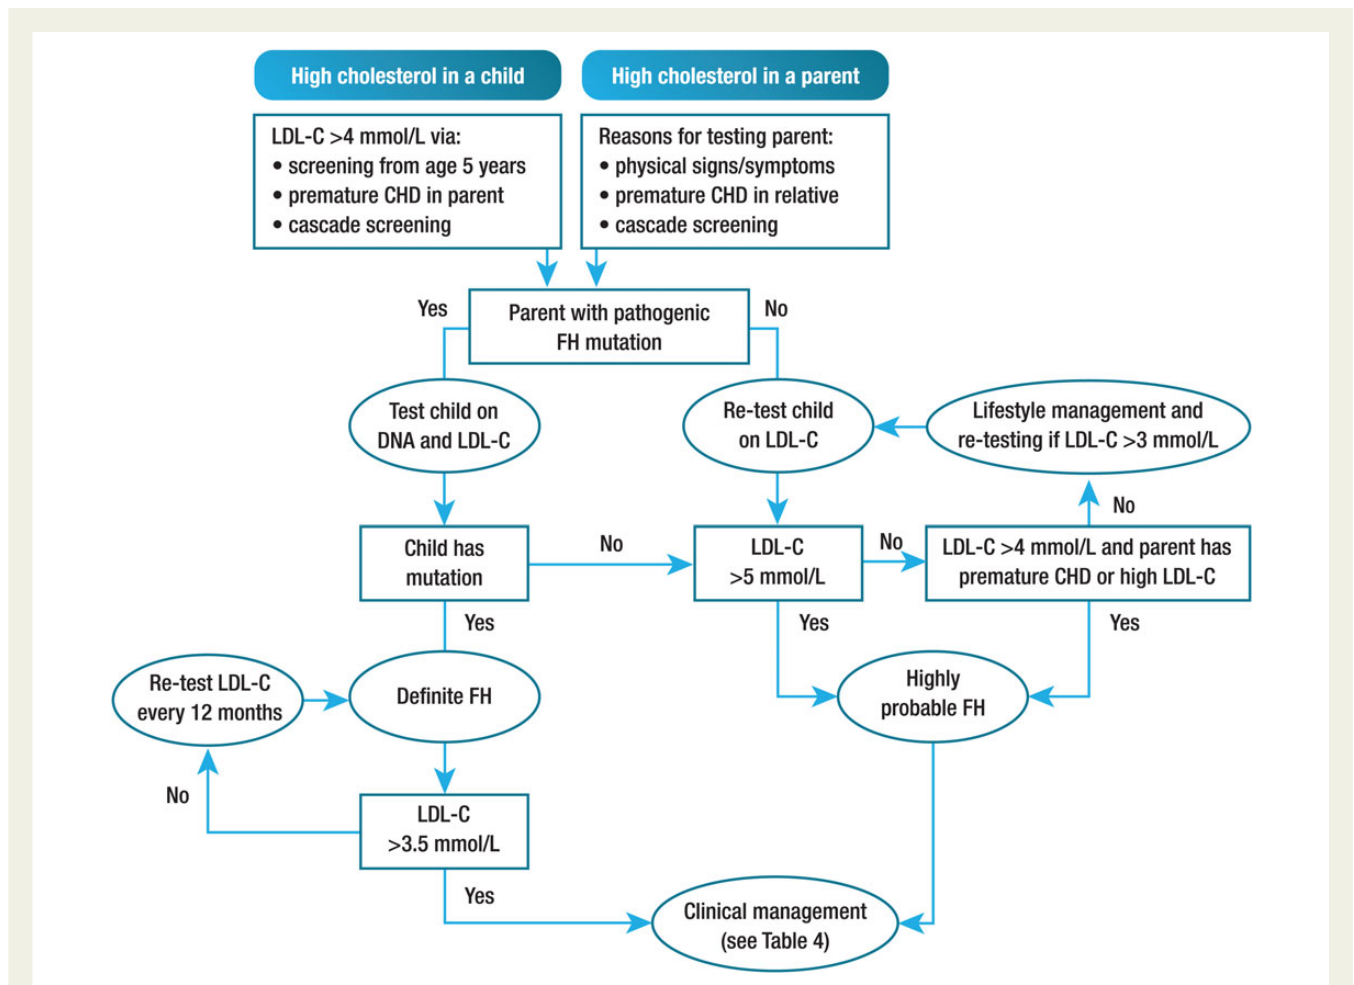 High cholesterol in a child
High cholesterol in a parent
LDL-C >4 mmol/L via:
• screening from age 5 years
• premature CHD in parent
• cascade screening
Reasons for testing parent:
• physical signs/symptoms
• premature CHD in relative
• cascade screening
Yes
Parent with pathogenic
FH mutation
No
Test child on
DNA and LDL-C
Re-test child
on LDL-C
Lifestyle management and
re-testing if LDL-C >3 mmol/L
No
Child has
mutation
No
LDL-C
>5 mmol/L
No
LDL-C >4 mmol/L and parent has
premature CHD or high LDL-C
Yes
Yes
Yes
Re-test LDL-C
every 12 months
Definite FH
Highly
probable FH
No
LDL-C
>3.5 mmol/L
Yes
Clinical management
(see Table 4)